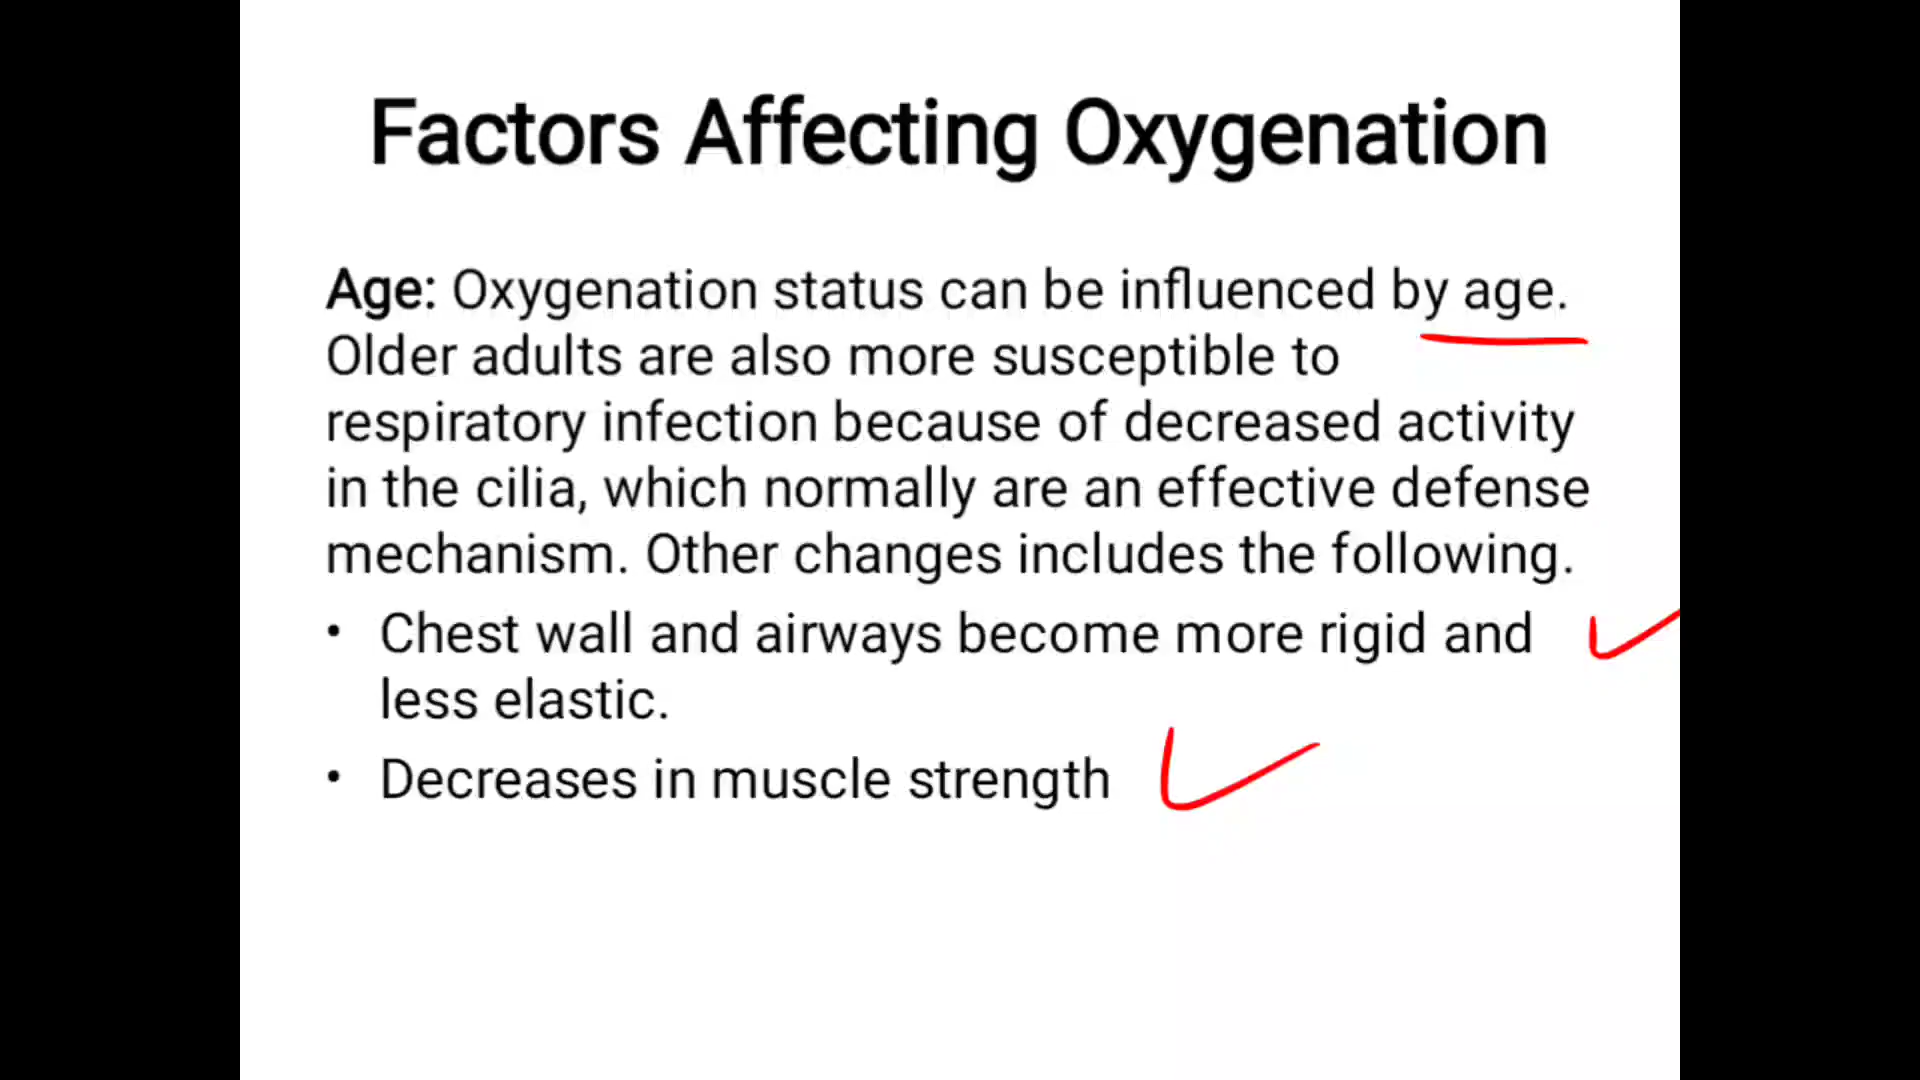 Factors Affecting Oxygenation
Age: Oxygenation status can be influenced by age.
Older adults are also more susceptible to
respiratory infection because of decreased activity
in the cilia, which normally are an effective defense
mechanism. Other changes includes the following.
• Chest wall and airways become more rigid and
less elastic.
• Decreases in muscle strength